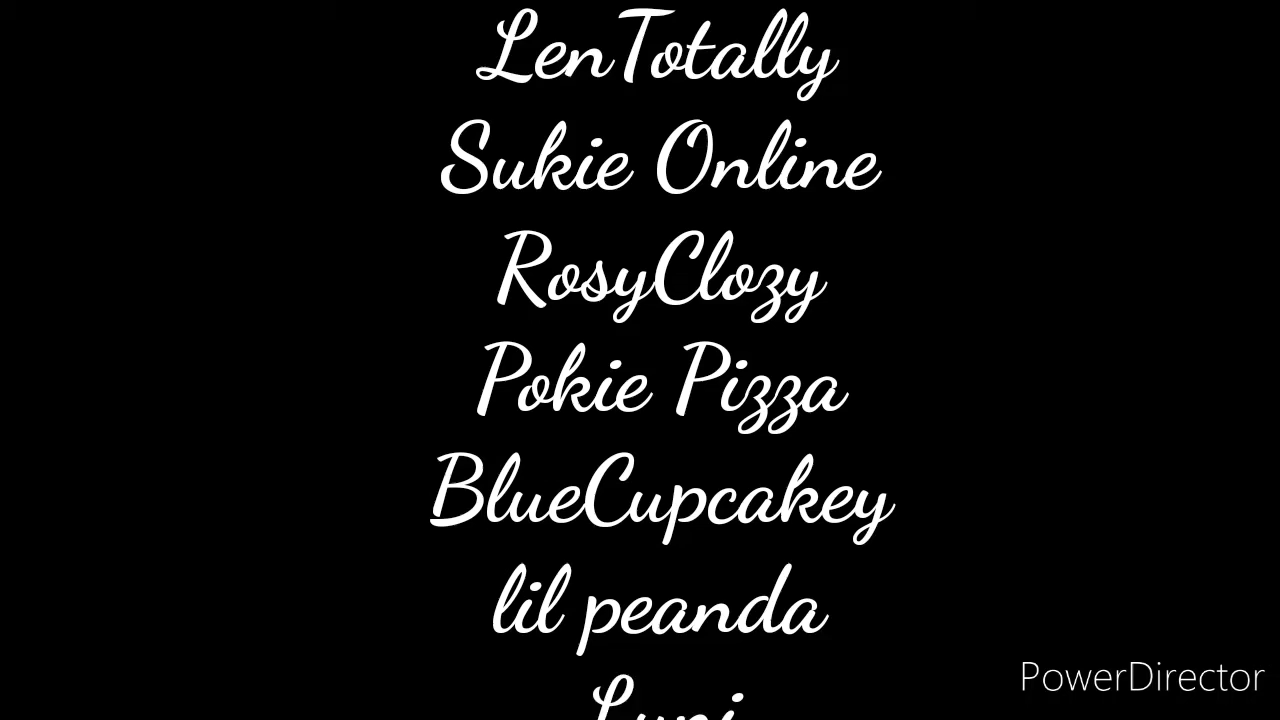 LenTotally
Sukie Online
RosyClozy
Pokie Pizza
BlueCupcakey
lil peanda
PowerDirector